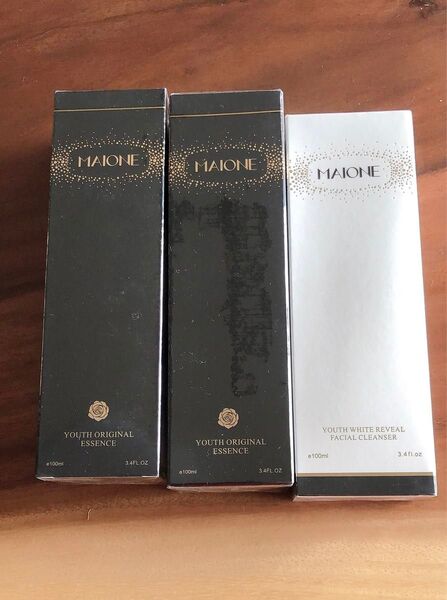 MAIONE
YOUTH ORIGINAL
ESSENCE
e100ml 3.4FL.OZ
MAIONE
YOUTH ORIGINAL
ESSENCE
e100ml 3.4FL.OZ
MAIONE
YOUTH WHITE REVEAL
FACIAL CLEANSER
e100ml 3.4fl.oz